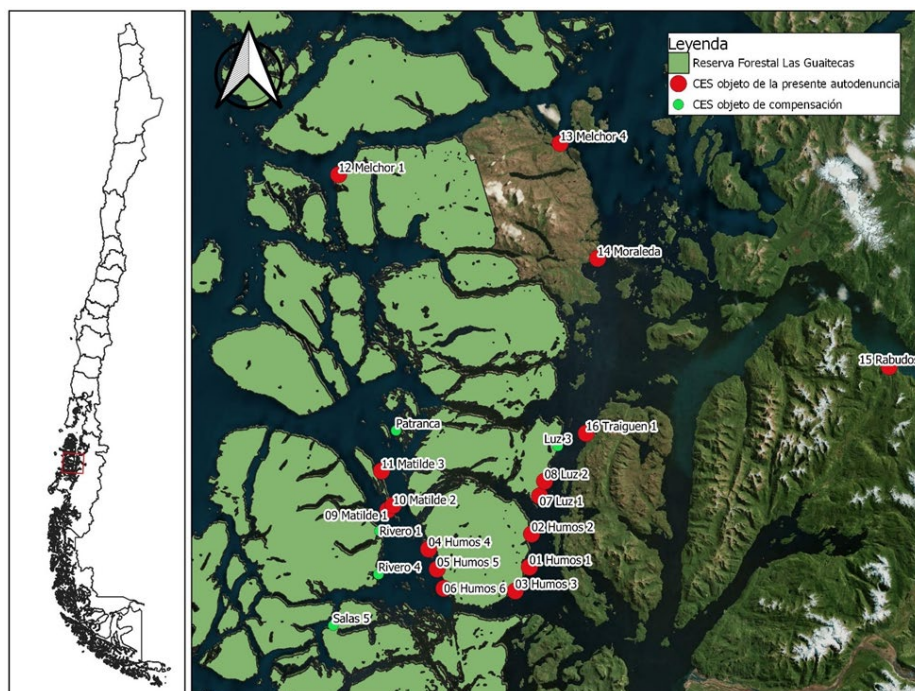 Leyenda
Reserva Forestal Las Guaitecas
CES objeto de la presente autodenuncia
CES objeto de compensación
13 Melchor 4
12 Melchor 1
14 Moraleda
15 Rabudos
Patranca
16 Traiguen 1
Luz 3
11 Matilde 3
08 Luz 2
07 Luz 1
10 Matilde 2
09 Matilde 1
Rivero 1
02 Humos 2
04 Humos 4
05 Humos 5
01 Humos 1
Rivero 4
06 Humos 6
03 Humos 3
Salas 5